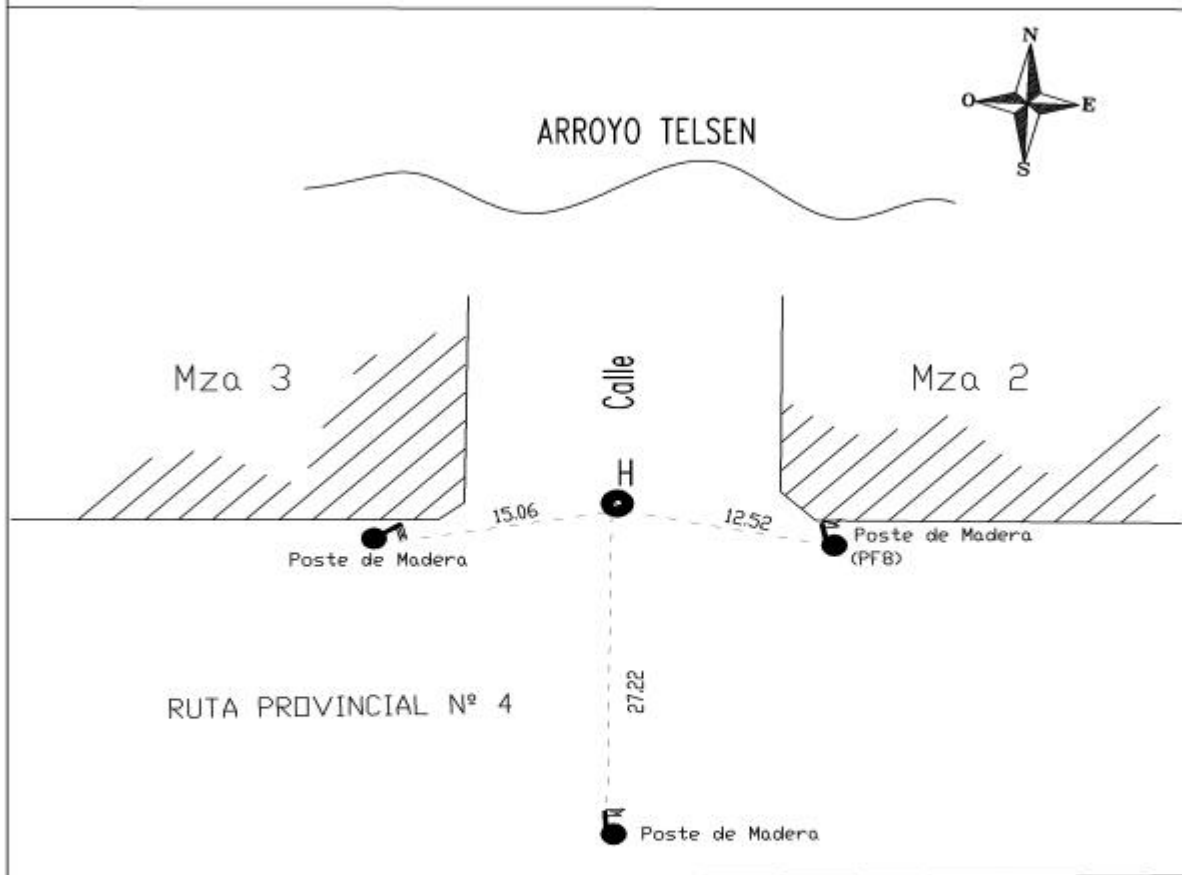 N
O E
S
ARROYO TELSEN
Mza 3
Calle
Mza 2
H
15.06
12.52
Poste de Madera
Poste de Madera
(PF8)
27.22
RUTA PROVINCIAL Nº 4
Poste de Madera